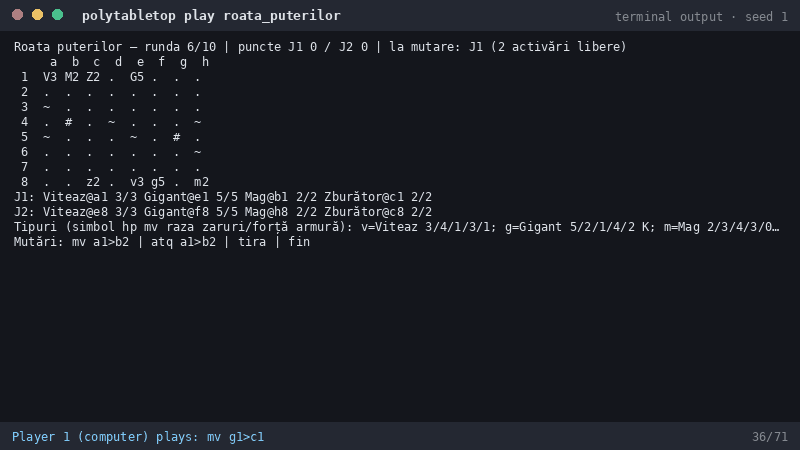 polytabletop play roata_puterilor
terminal output · seed 1
Roata puterilor — runda 6/10 | puncte J1 0 / J2 0 | la mutare: J1 (2 activări libere)
a b c d e f g h
1 V3 M2 Z2 . G5 . . .
2 . . . . . . . .
3 ~ . . . . . . .
4 . # . ~ . . . ~
5 ~ . . . ~ . # .
6 . . . . . . . ~
7 . . . . . . . .
8 . . z2 . v3 g5 . m2
J1: Viteaz@a1 3/3 Gigant@e1 5/5 Mag@b1 2/2 Zburător@c1 2/2
J2: Viteaz@e8 3/3 Gigant@f8 5/5 Mag@h8 2/2 Zburător@c8 2/2
Tipuri (simbol hp mv raza zaruri/forță armură): v=Viteaz 3/4/1/3/1; g=Gigant 5/2/1/4/2 K; m=Mag 2/3/4/3/0…
Mutări: mv a1>b2 | atq a1>b2 | tira | fin
Player 1 (computer) plays: mv g1>c1
36/71